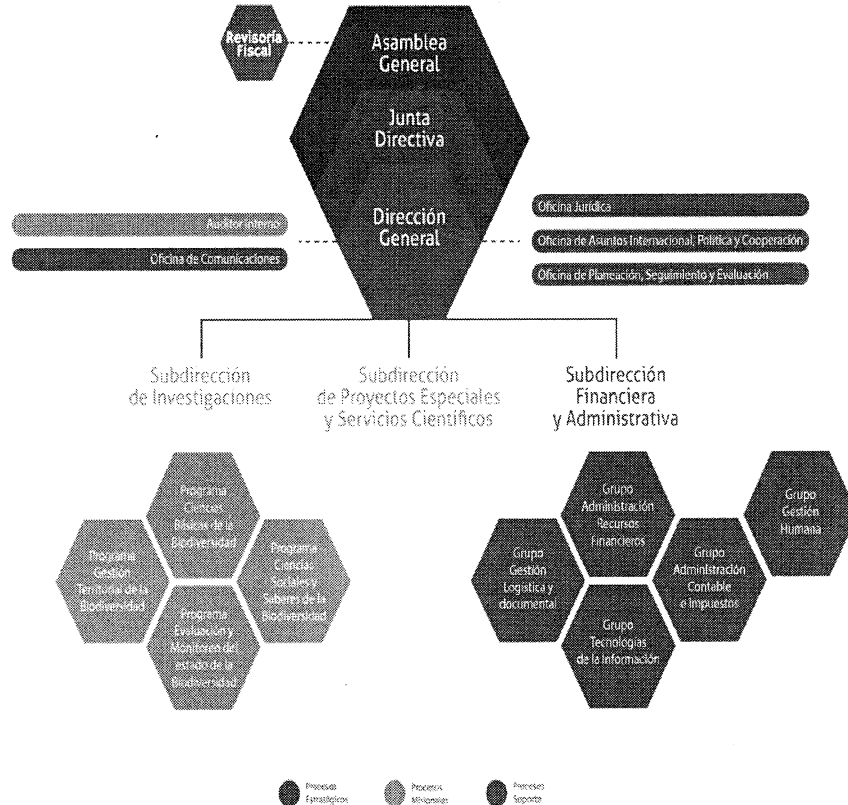 Revisoría
Fiscal
Asamblea
General
Junta
Directiva
Dirección
General
Auditor interno
Oficina de Comunicaciones
Oficina Jurídica
Oficina de Asuntos Internacional, Política y Cooperación
Oficina de Planeación, Seguimiento y Evaluación
Subdirección
de Investigaciones
Subdirección
de Proyectos Especiales
y Servicios Científicos
Subdirección
Financiera
y Administrativa
Programa
Ciencias
Básicas de la
Biodiversidad
Programa
Gestión
Territorial de la
Biodiversidad
Programa
Ciencias
Sociales y
Saberes de la
Biodiversidad
Programa
Evaluación y
Monitoreo del
estado de la
Biodiversidad
Grupo
Administración
Recursos
Financieros
Grupo
Gestión
Humana
Grupo
Gestión
Logística y
documental
Grupo
Administración
Contable
e Impuestos
Grupo
Tecnologías
de la Información
Procesos
Estratégicos
Procesos
Misionales
Procesos
Soporte